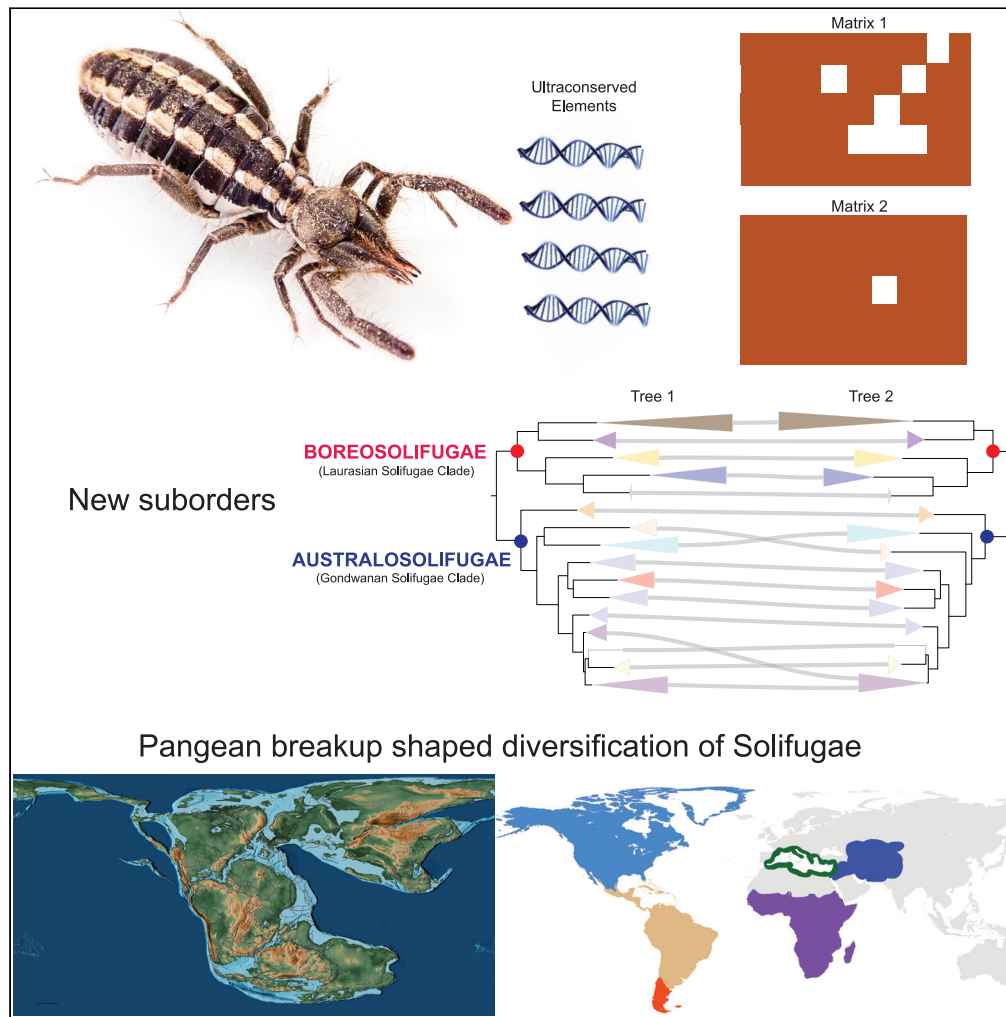 Matrix 1
Ultraconserved
Elements
Matrix 2
Tree 1
Tree 2
BOREOSOLIFUGAE
(Laurasian Solifugae Clade)
New suborders
AUSTRALOSOLIFUGAE
(Gondwanan Solifugae Clade)
Pangean breakup shaped diversification of Solifugae